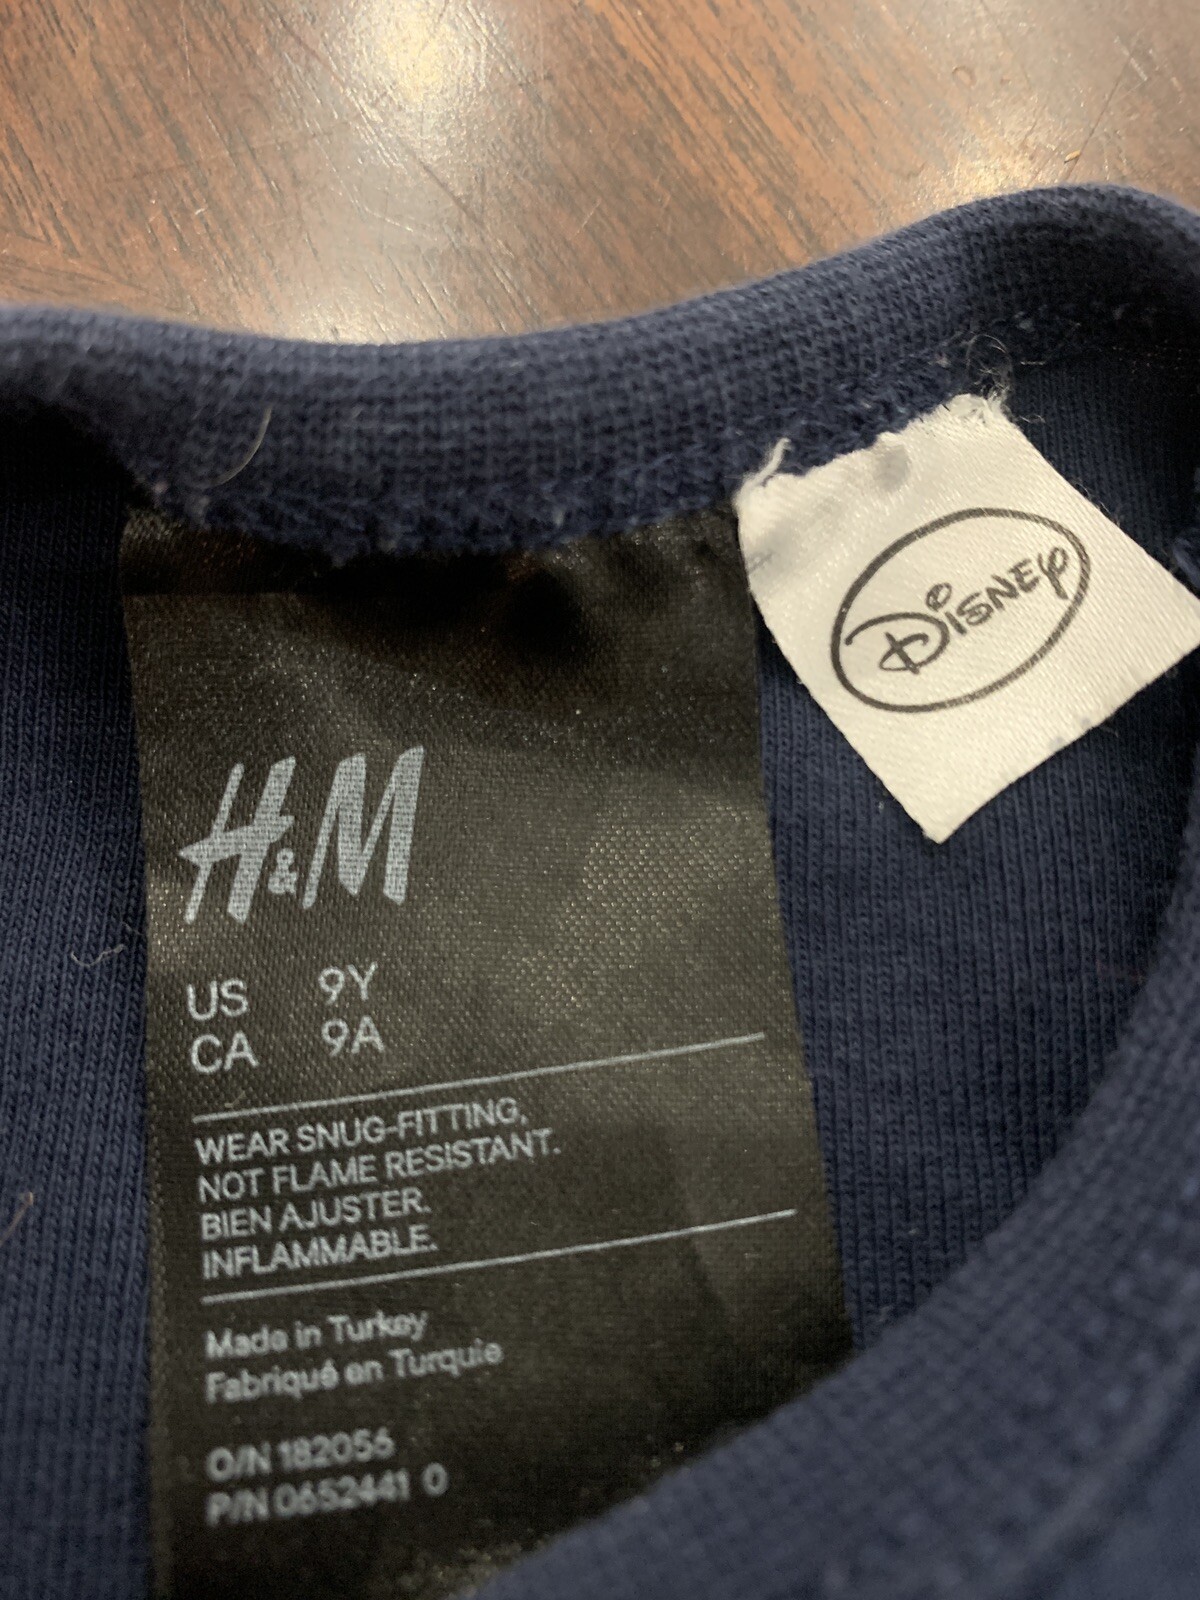 DISNEY
H&M
US 9Y
CA 9A
WEAR SNUG-FITTING,
NOT FLAME RESISTANT.
BIEN AJUSTER.
INFLAMMABLE.
Made in Turkey
Fabriqué en Turquie
O/N 182056
P/N 0652441 0